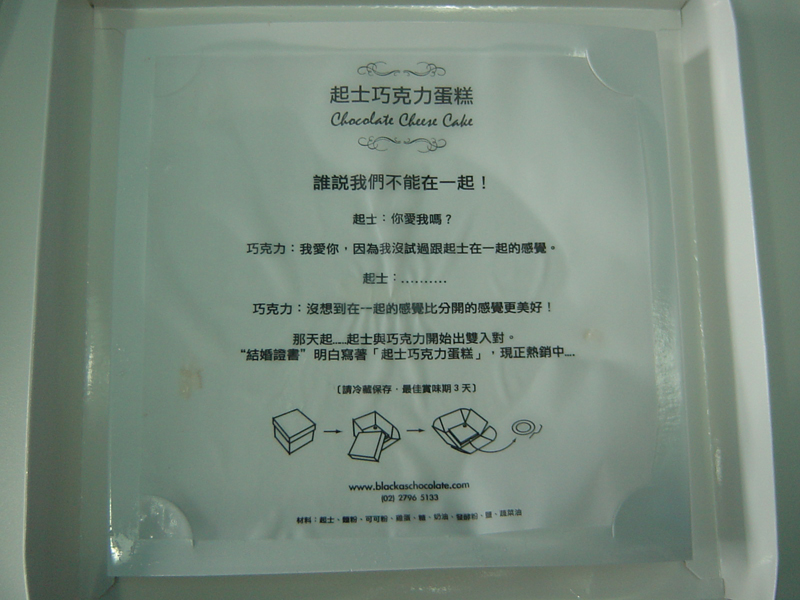 起士巧克力蛋糕
Chocolate Cheese Cake
誰説我們不能在一起！
起士：你愛我嗎？
巧克力：我愛你，因為我沒試過跟起士在一起的感覺。
起士：..........
巧克力：沒想到在一起的感覺比分開的感覺更美好！
那天起.....起士與巧克力開始出雙入對。
“結婚證書” 明白寫著「起士巧克力蛋糕」，現正熱銷中....
〔請冷藏保存．最佳賞味期 3 天〕
www.blackaschocolate.com
(02) 2796 5133
材料：起士、麵粉、可可粉、雞蛋、糖、奶油、發酵粉、鹽、蔬菜油